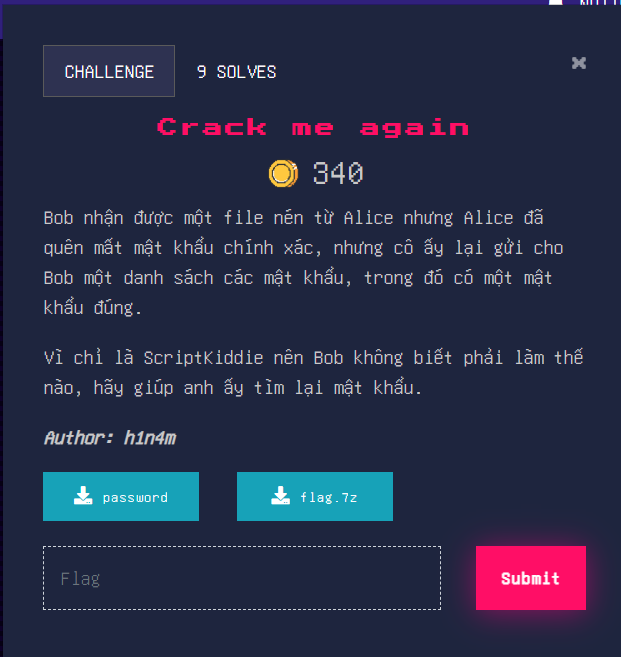 CHALLENGE
9 SOLVES
×
Crack me again
340
Bob nhận được một file nén từ Alice nhưng Alice đã
quên mất mật khẩu chính xác, nhưng cô ấy lại gửi cho
Bob một danh sách các mật khẩu, trong đó có một mật
khẩu đúng.
Vì chỉ là ScriptKiddie nên Bob không biết phải làm thế
nào, hãy giúp anh ấy tìm lại mật khẩu.
Author: h1n4m
password
flag.7z
Flag
Submit